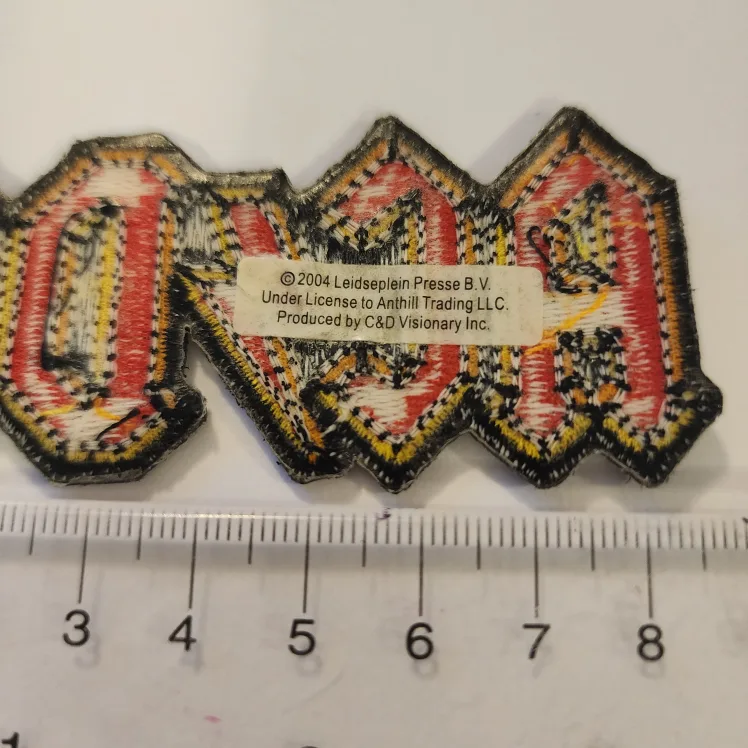 © 2004 Leidseplein Presse B.V.
Under License to Anthill Trading LLC.
Produced by C&D Visionary Inc.
3 4 5 6 7 8
1